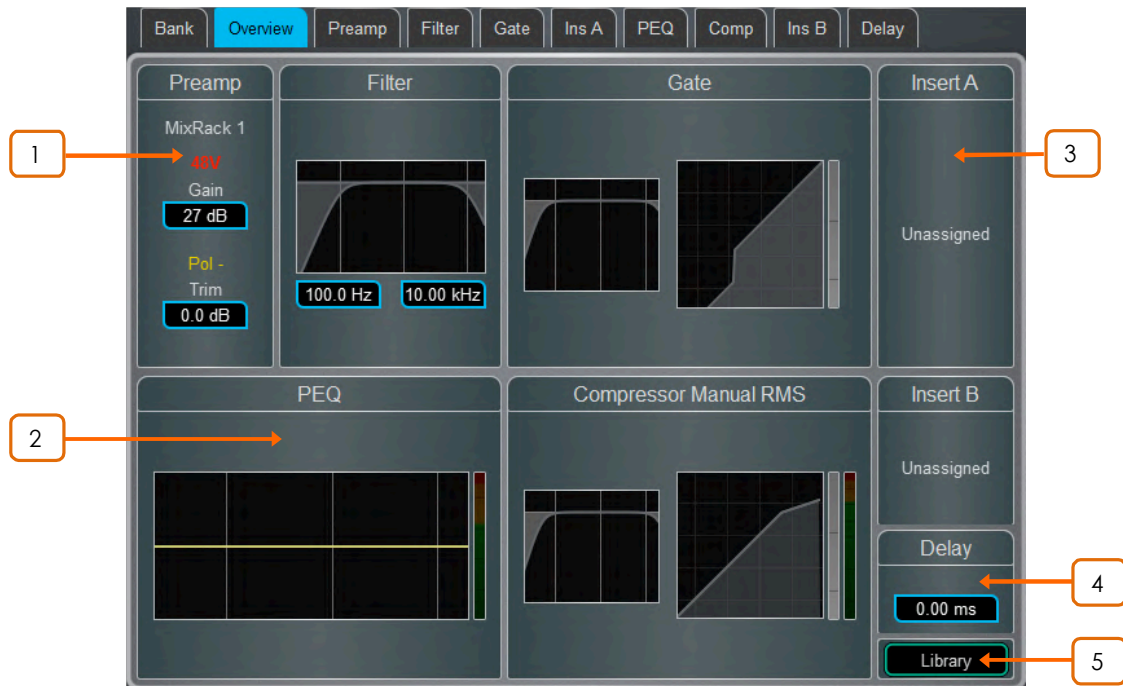 Bank Overview Preamp Filter Gate Ins A PEQ Comp Ins B Delay
Preamp
MixRack 1
48V
Gain
27 dB
Pol -
Trim
0.0 dB
Filter
100.0 Hz 10.00 kHz
Gate
Insert A
Unassigned
PEQ
Compressor Manual RMS
Insert B
Unassigned
Delay
0.00 ms
Library
1
2
3
4
5